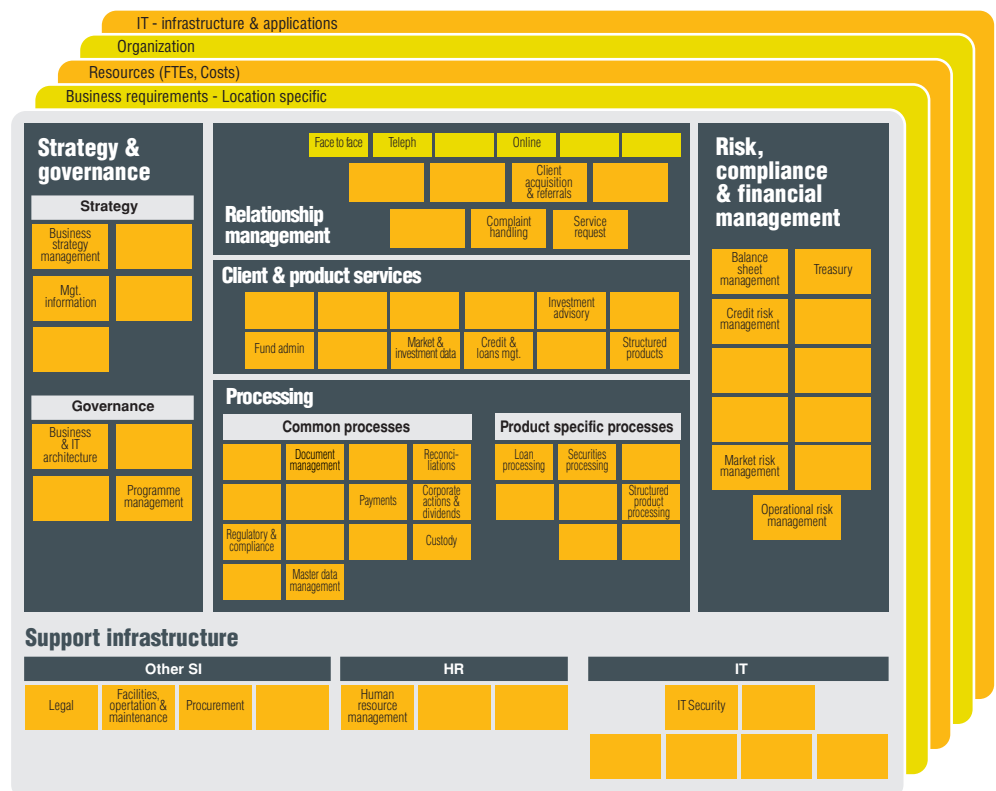 IT - infrastructure & applications
Organization
Resources (FTEs, Costs)
Business requirements - Location specific
Strategy &
governance
Strategy
Business
strategy
management
Mgt.
information
Governance
Business
& IT
architecture
Programme
management
Face to face
Teleph
Online
Client
acquisition
& referrals
Relationship
management
Complaint
handling
Service
request
Client & product services
Investment
advisory
Fund admin
Market &
investment data
Credit &
loans mgt.
Structured
products
Processing
Common processes
Document
management
Reconci-
liations
Payments
Corporate
actions &
dividends
Regulatory &
compliance
Custody
Master data
management
Product specific processes
Loan
processing
Securities
processing
Structured
product
processing
Risk,
compliance
& financial
management
Balance
sheet
management
Treasury
Credit risk
management
Market risk
management
Operational risk
management
Support infrastructure
Other SI
Legal
Facilities,
opertation &
maintenance
Procurement
HR
Human
resource
management
IT
IT Security